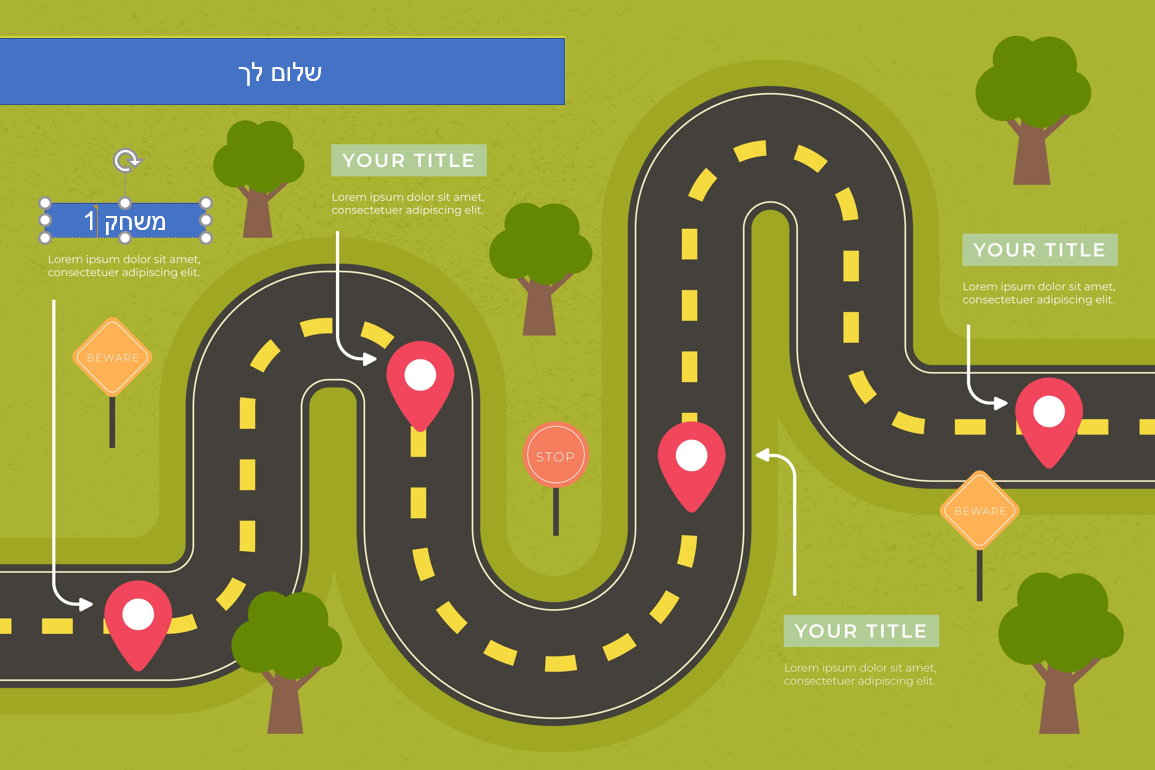 שלום לך
YOUR TITLE
Lorem ipsum dolor sit amet,
consectetuer adipiscing elit.
משחק 1
Lorem ipsum dolor sit amet,
consectetuer adipiscing elit.
YOUR TITLE
Lorem ipsum dolor sit amet,
consectetuer adipiscing elit.
BEWARE
STOP
BEWARE
YOUR TITLE
Lorem ipsum dolor sit amet,
consectetuer adipiscing elit.